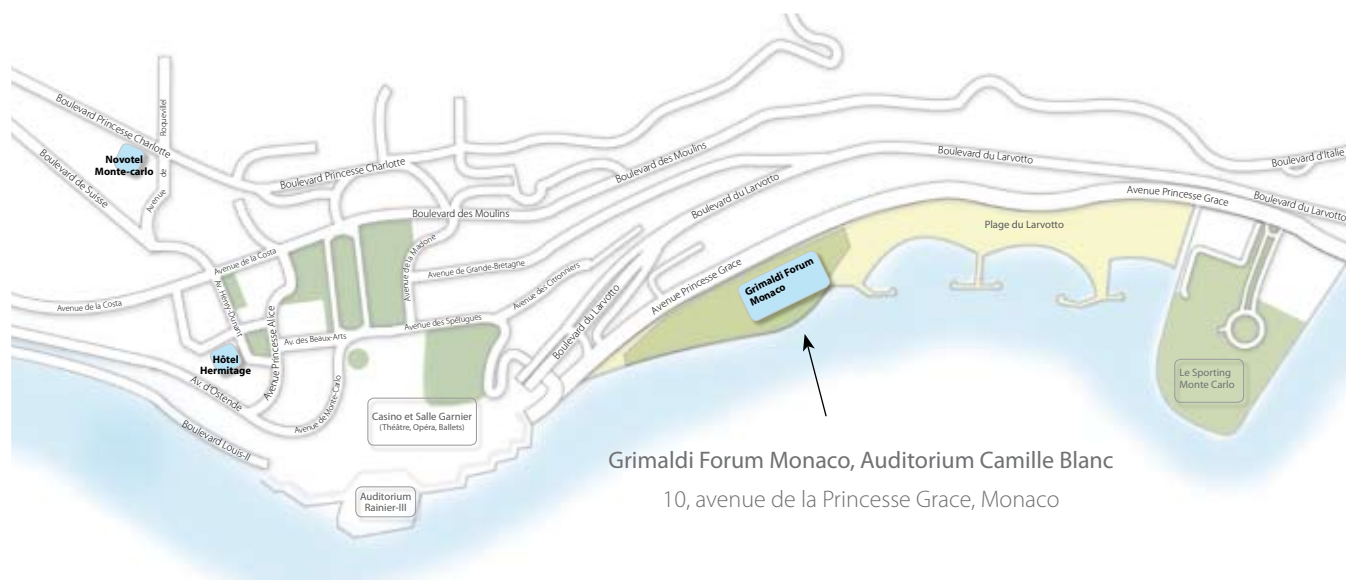 Boulevard Princesse Charlotte
Roqueville
Avenue de
Novotel
Monte-carlo
Boulevard de Suisse
Boulevard Princesse Charlotte
Boulevard des Moulins
Boulevard du Larvotto
Boulevard d'Italie
Avenue Princesse Grace
Boulevard du Larvotto
Boulevard des Moulins
Boulevard du Larvotto
Plage du Larvotto
Avenue de la Costa
Avenue de la Madone
Avenue de Grande-Bretagne
Avenue des Citronniers
Avenue Princesse Grace
Grimaldi Forum
Monaco
Avenue de la Costa
Av. Henry-Dunant
Avenue Princesse Alice
Avenue des Spélugues
Av. des Beaux-Arts
Boulevard du Larvotto
Hôtel
Hermitage
Av. d'Ostende
Avenue de Monte-Carlo
Le Sporting
Monte Carlo
Casino et Salle Garnier
(Théâtre, Opéra, Ballets)
Boulevard Louis-II
Auditorium
Rainier-III
Grimaldi Forum Monaco, Auditorium Camille Blanc
10, avenue de la Princesse Grace, Monaco